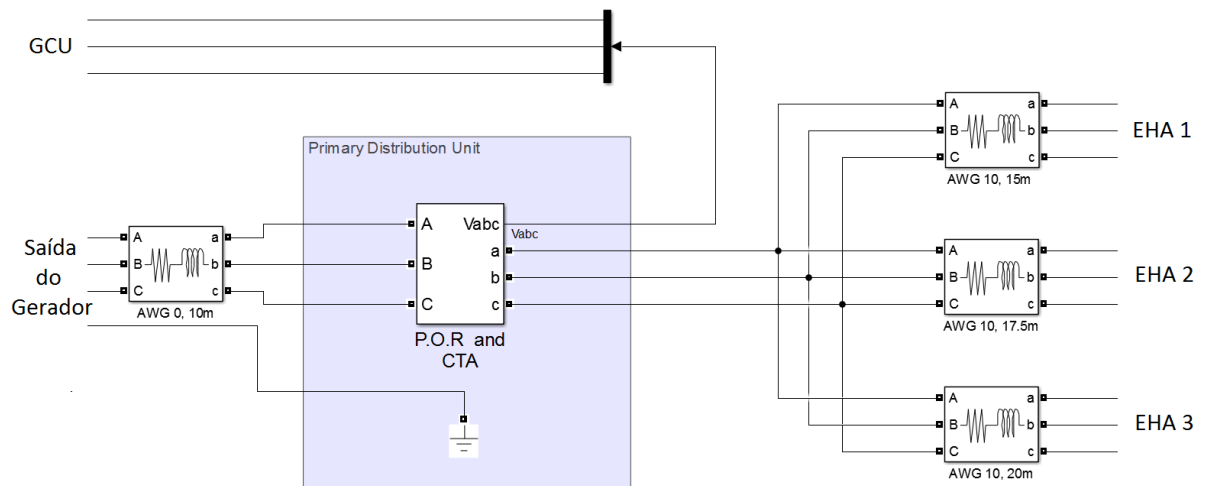 GCU
Primary Distribution Unit
Saída
do
Gerador
A
B
C
a
b
c
AWG 0, 10m
A
B
C
Vabc
a
b
c
Vabc
P.O.R and
CTA
A
B
C
a
b
c
AWG 10, 15m
EHA 1
A
B
C
a
b
c
AWG 10, 17.5m
EHA 2
A
B
C
a
b
c
AWG 10, 20m
EHA 3